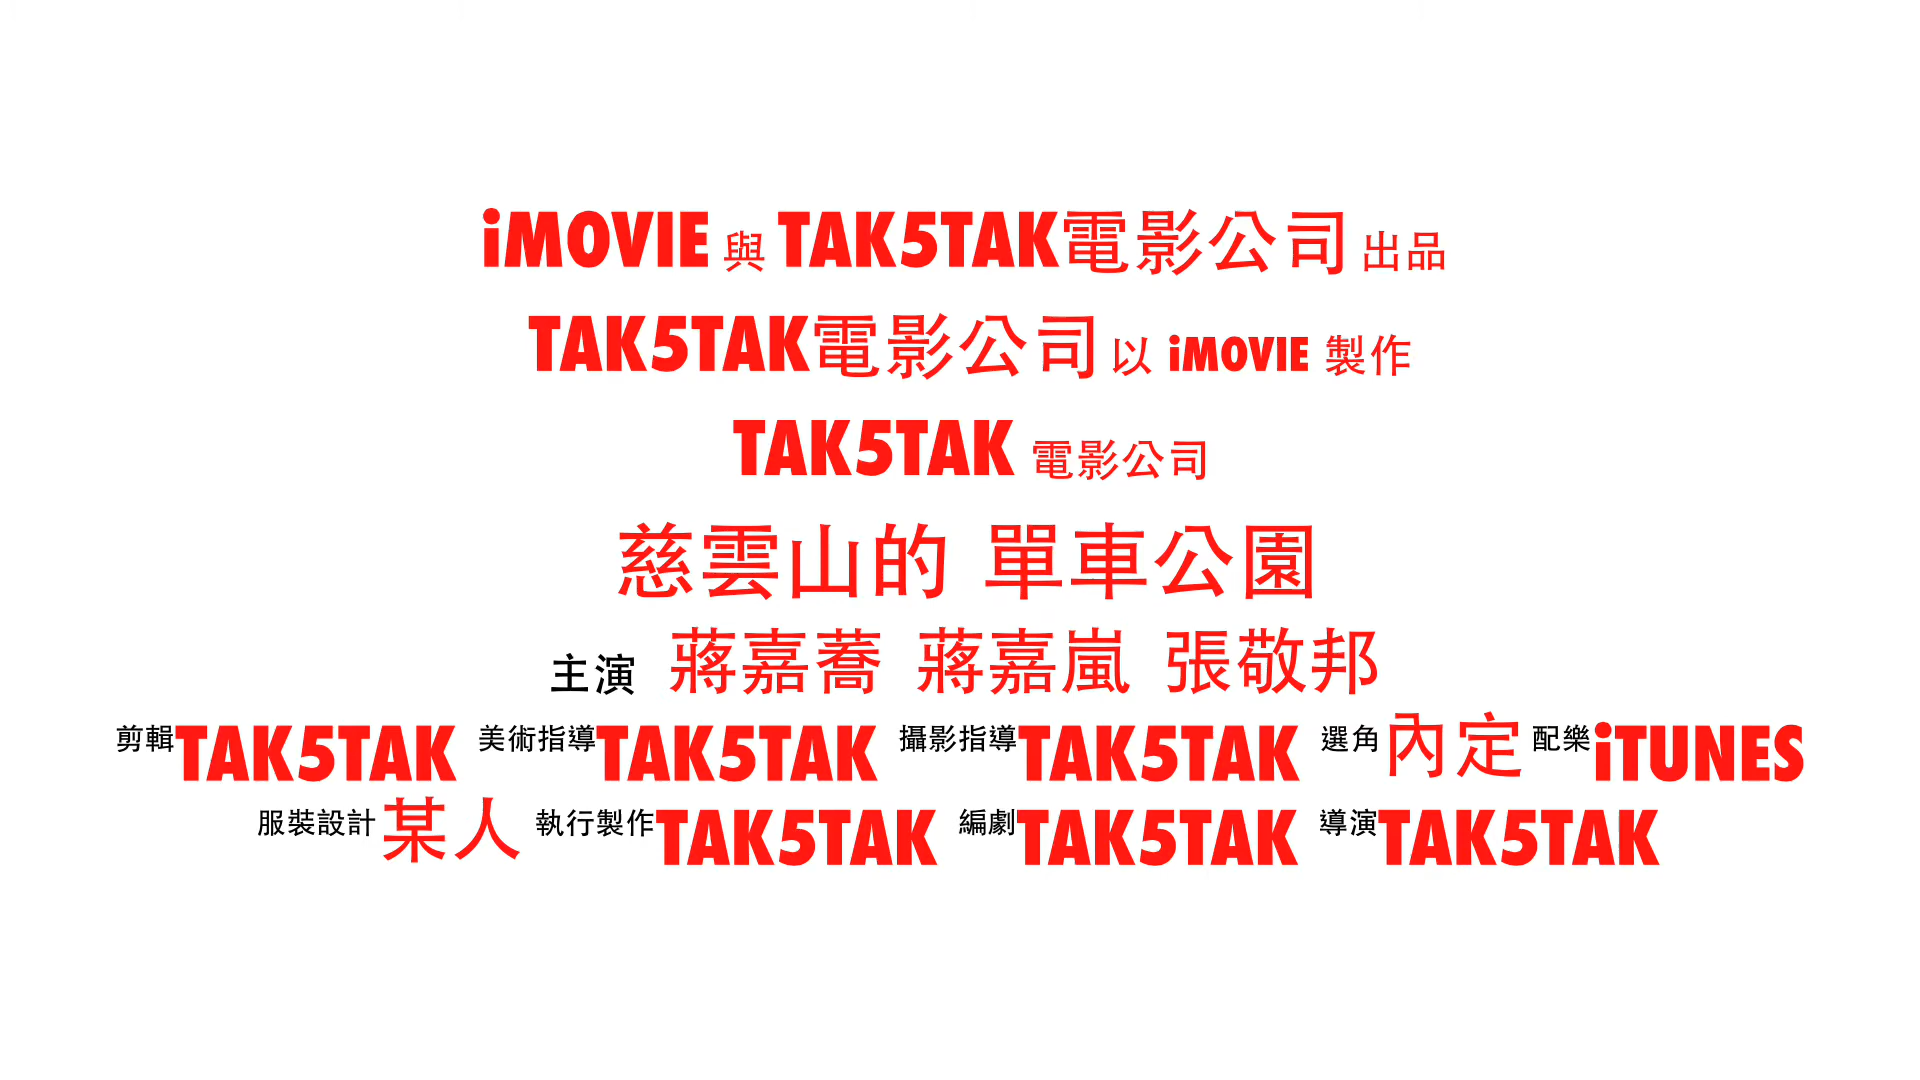 iMOVIE 與 TAK5TAK電影公司 出品
TAK5TAK電影公司 以 iMOVIE 製作
TAK5TAK 電影公司
慈雲山的 單車公園
主演 蔣嘉蕎 蔣嘉嵐 張敬邦
剪輯TAK5TAK 美術指導TAK5TAK 攝影指導TAK5TAK 選角內定 配樂iTUNES
服裝設計某人 執行製作TAK5TAK 編劇TAK5TAK 導演TAK5TAK